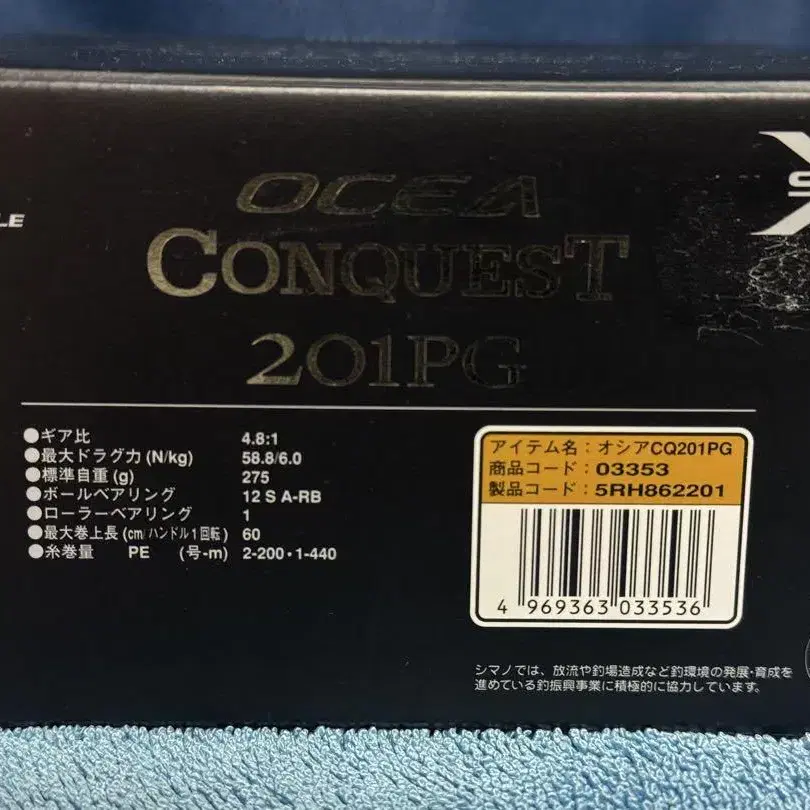 OCEA
CONQUEST
201PG
●ギア比 4.8:1
●最大ドラグ力(N/kg) 58.8/6.0
●標準自重(g) 275
●ボールベアリング 12 S A-RB
●ローラーベアリング 1
●最大巻上長(cm/ハンドル1回転) 60
●糸巻量 PE (号-m) 2-200・1-440
アイテム名:オシアCQ201PG
商品コード:03353
製品コード:5RH862201
4 969363 033536
シマノでは、放流や釣場造成など釣環境の発展・育成を
進めている釣振興事業に積極的に協力しています。